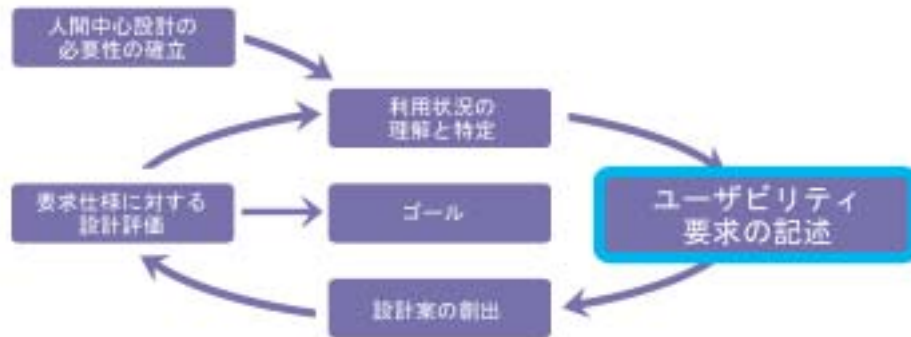 人間中心設計の
必要性の確立
利用状況の
理解と特定
ユーザビリティ
要求の記述
要求仕様に対する
設計評価
ゴール
設計案の創出